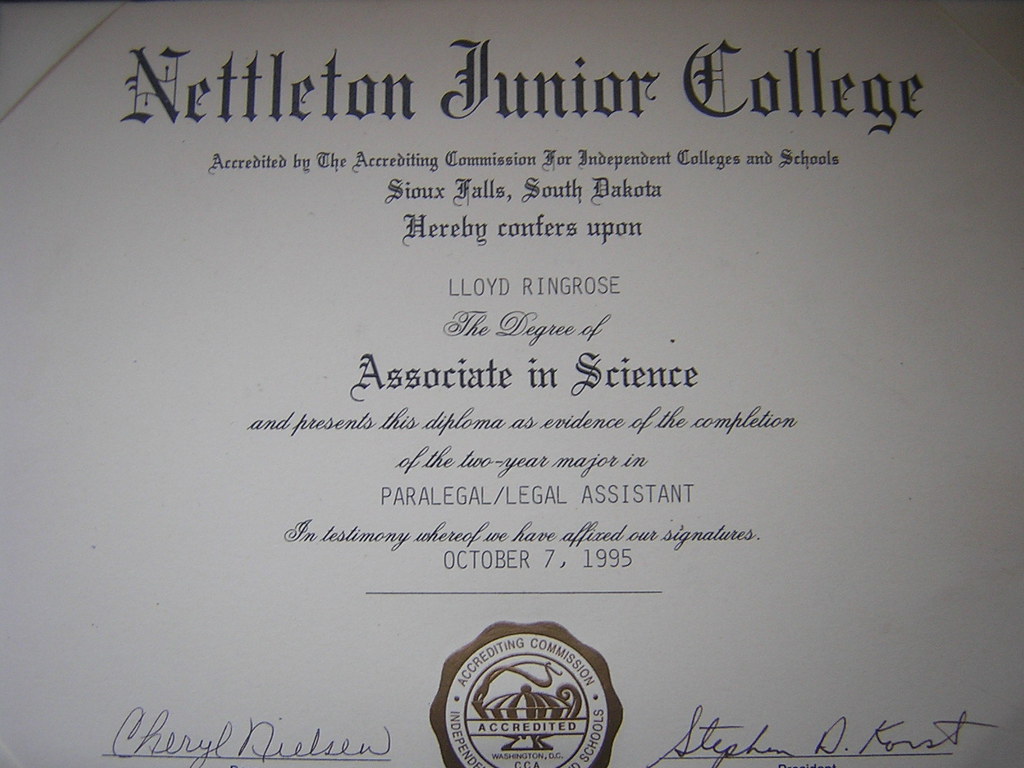 Nettleton Junior College
Accredited by The Accrediting Commission For Independent Colleges and Schools
Sioux Falls, South Dakota
Hereby confers upon
LLOYD RINGROSE
The Degree of
Associate in Science
and presents this diploma as evidence of the completion
of the two-year major in
PARALEGAL/LEGAL ASSISTANT
In testimony whereof we have affixed our signatures.
OCTOBER 7, 1995
ACCREDITING COMMISSION
INDEPENDEN
D SCHOOLS
ACCREDITED
WASHINGTON, D.C.
CCA
Cheryl Nielsen
Stephen D. Korst
President